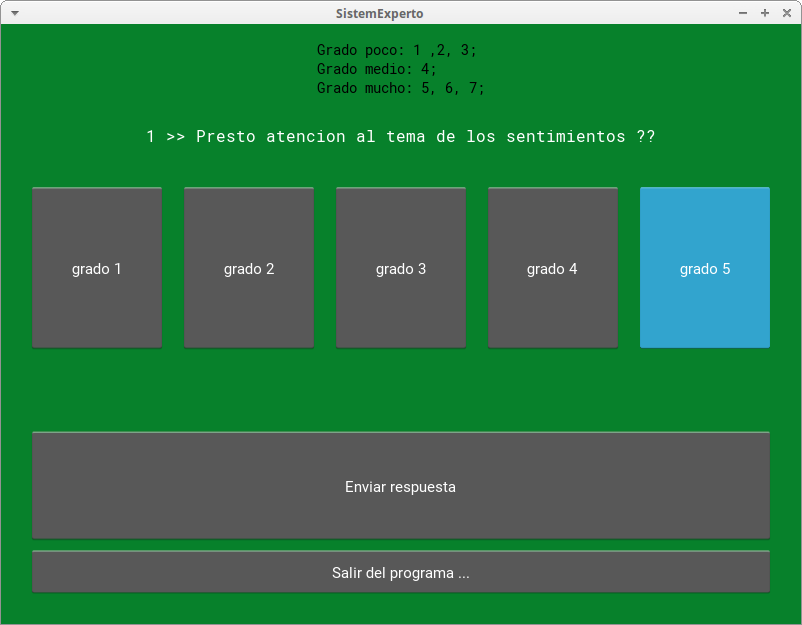 SistemExperto
Grado poco: 1 ,2, 3;
Grado medio: 4;
Grado mucho: 5, 6, 7;
1 >> Presto atencion al tema de los sentimientos ??
grado 1
grado 2
grado 3
grado 4
grado 5
Enviar respuesta
Salir del programa ...